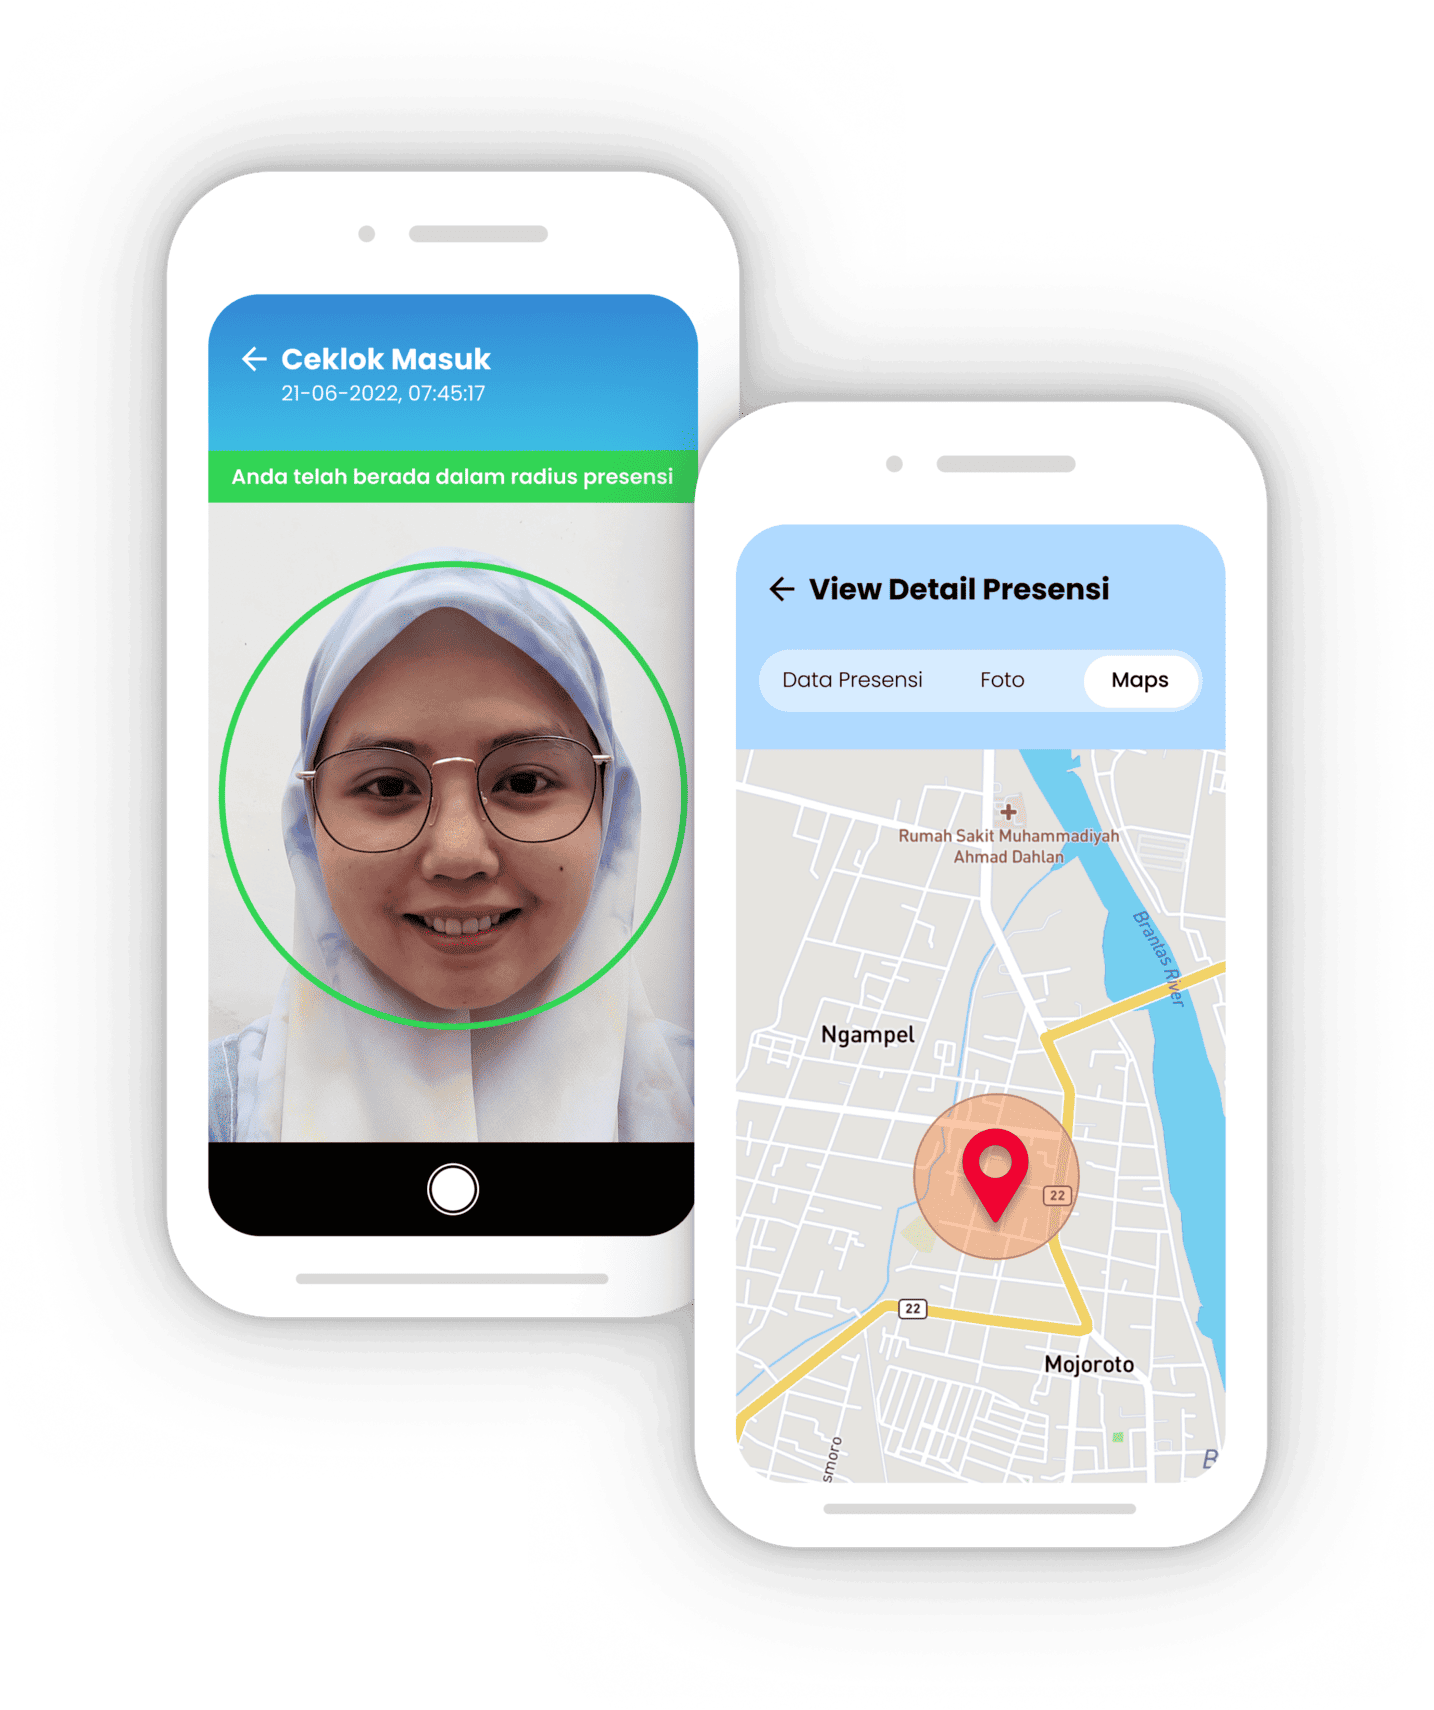 Ceklok Masuk
21-06-2022, 07:45:17
Anda telah berada dalam radius presensi
View Detail Presensi
Data Presensi
Foto
Maps
Rumah Sakit Muhammadiyah
Ahmad Dahlan
Brantas River
Ngampel
22
22
Mojoroto
smoro
B